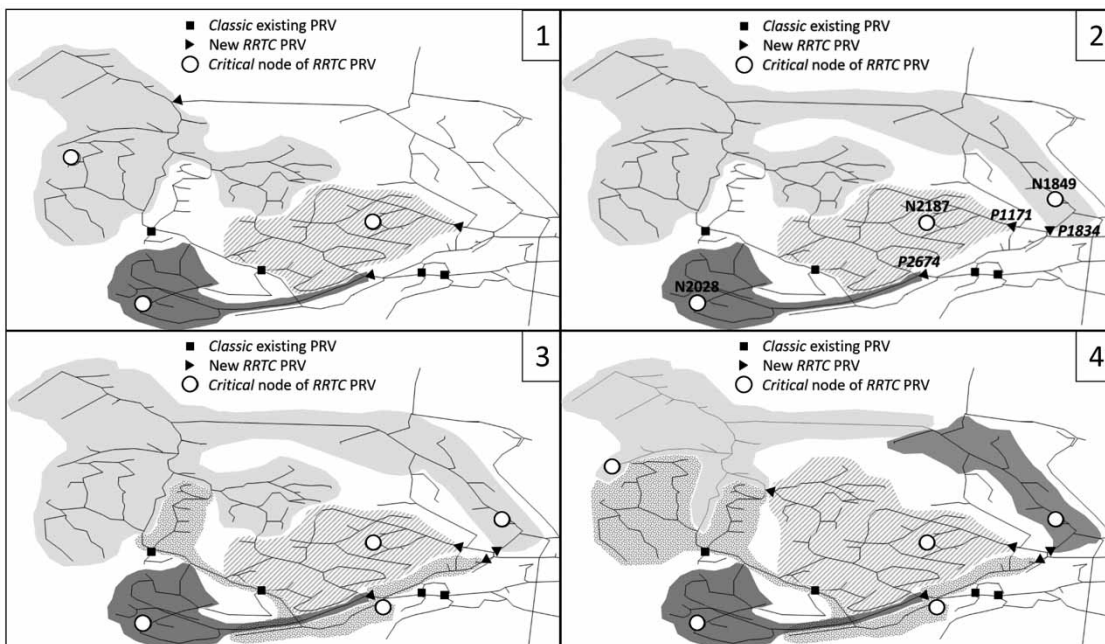 Classic existing PRV
New RRTC PRV
Critical node of RRTC PRV
1
Classic existing PRV
New RRTC PRV
Critical node of RRTC PRV
2
N1849
N2187
P1171
P1834
P2674
N2028
Classic existing PRV
New RRTC PRV
Critical node of RRTC PRV
3
Classic existing PRV
New RRTC PRV
Critical node of RRTC PRV
4